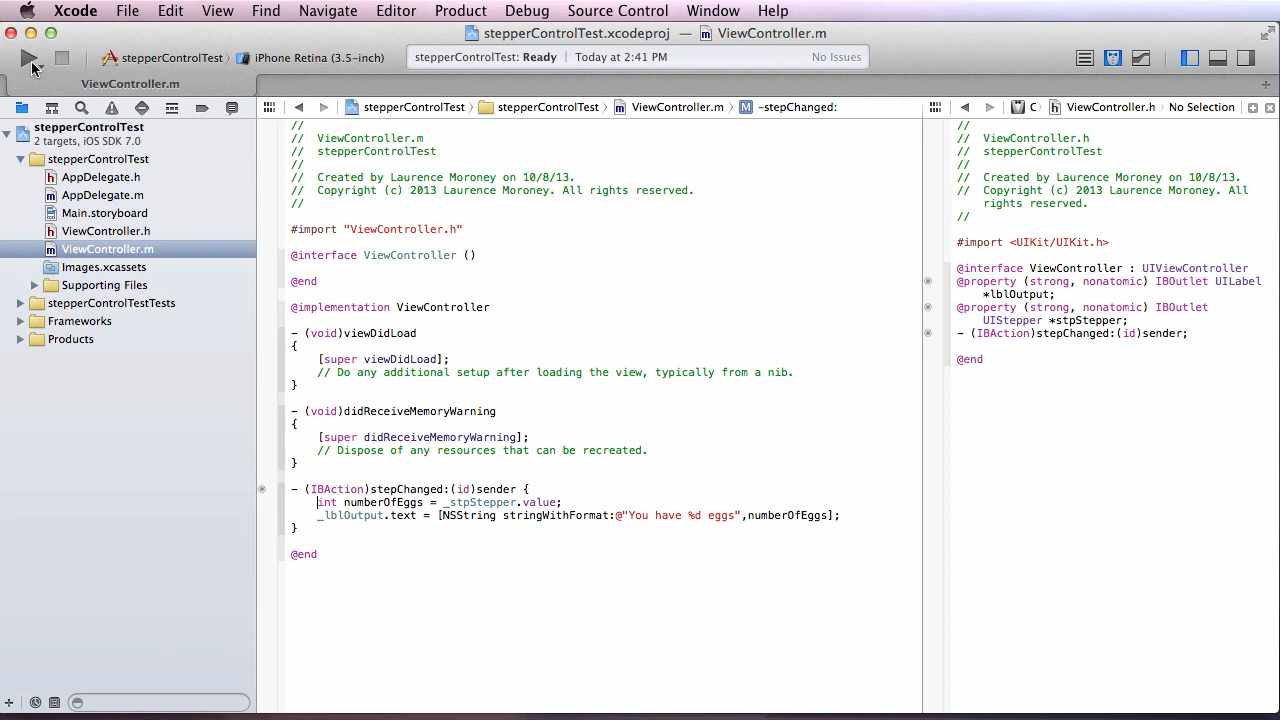 Xcode File Edit View Find Navigate Editor Product Debug Source Control Window Help
stepperControlTest.xcodeproj — ViewController.m
stepperControlTest iPhone Retina (3.5-inch)
stepperControlTest: Ready | Today at 2:41 PM No Issues
ViewController.m
stepperControlTest
2 targets, iOS SDK 7.0
stepperControlTest
AppDelegate.h
AppDelegate.m
Main.storyboard
ViewController.h
ViewController.m
Images.xcassets
Supporting Files
stepperControlTestTests
Frameworks
Products
stepperControlTest stepperControlTest ViewController.m M -stepChanged:
//
//  ViewController.m
//  stepperControlTest
//
//  Created by Laurence Moroney on 10/8/13.
//  Copyright (c) 2013 Laurence Moroney. All rights reserved.
//
#import "ViewController.h"
@interface ViewController ()
@end
@implementation ViewController
- (void)viewDidLoad
{
[super viewDidLoad];
// Do any additional setup after loading the view, typically from a nib.
}
- (void)didReceiveMemoryWarning
{
[super didReceiveMemoryWarning];
// Dispose of any resources that can be recreated.
}
- (IBAction)stepChanged:(id)sender {
int numberOfEggs = _stpStepper.value;
_lblOutput.text = [NSString stringWithFormat:@"You have %d eggs",numberOfEggs];
}
@end
C ViewController.h No Selection
//
//  ViewController.h
//  stepperControlTest
//
//  Created by Laurence Moroney on 10/8/13.
//  Copyright (c) 2013 Laurence Moroney. All
rights reserved.
//
#import <UIKit/UIKit.h>
@interface ViewController : UIViewController
@property (strong, nonatomic) IBOutlet UILabel
*lblOutput;
@property (strong, nonatomic) IBOutlet
UIStepper *stpStepper;
- (IBAction)stepChanged:(id)sender;
@end